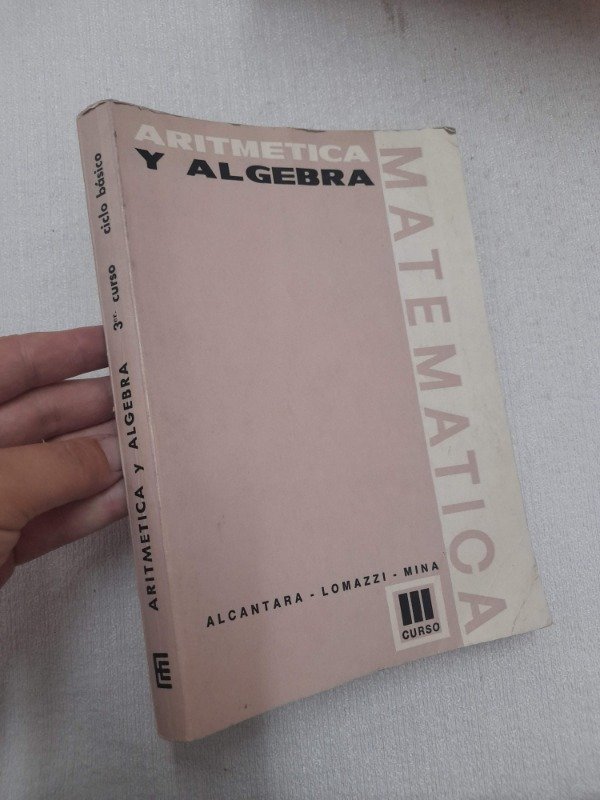 ARITMETICA
Y ALGEBRA
MATEMATICA
ALCANTARA - LOMAZZI - MINA
III
CURSO
ARITMETICA Y ALGEBRA 3er. curso ciclo básico